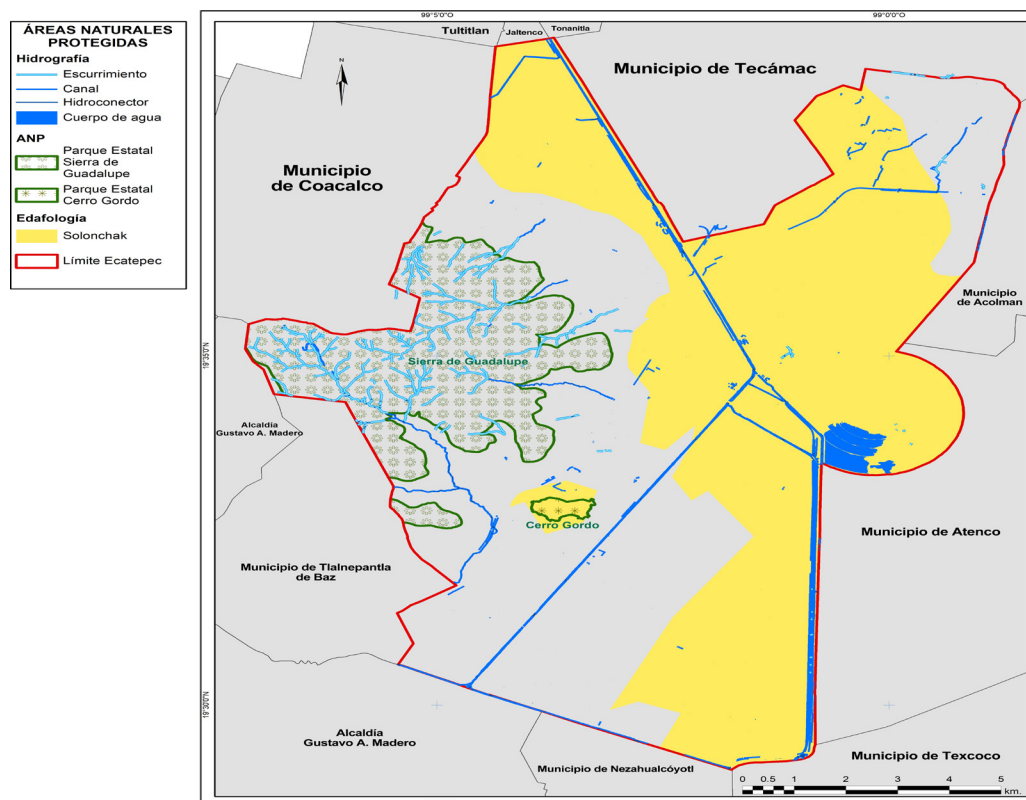 ÁREAS NATURALES
PROTEGIDAS
Hidrografía
Escurrimiento
Canal
Hidroconector
Cuerpo de agua
ANP
Parque Estatal
Sierra de
Guadalupe
Parque Estatal
Cerro Gordo
Edafología
Solonchak
Límite Ecatepec
99°5'0"O
99°0'0"O
Tultitlan
Jaltenco
Tonanitla
N
Municipio de Tecámac
Municipio
de Coacalco
Municipio
de Acolman
19°35'0"N
Sierra de Guadalupe
Alcaldía
Gustavo A. Madero
Cerro Gordo
Municipio de Atenco
Municipio de Tlalnepantla
de Baz
19°30'0"N
Alcaldía
Gustavo A. Madero
Municipio de Nezahualcóyotl
Municipio de Texcoco
0 0.5 1 2 3 4 5
km.